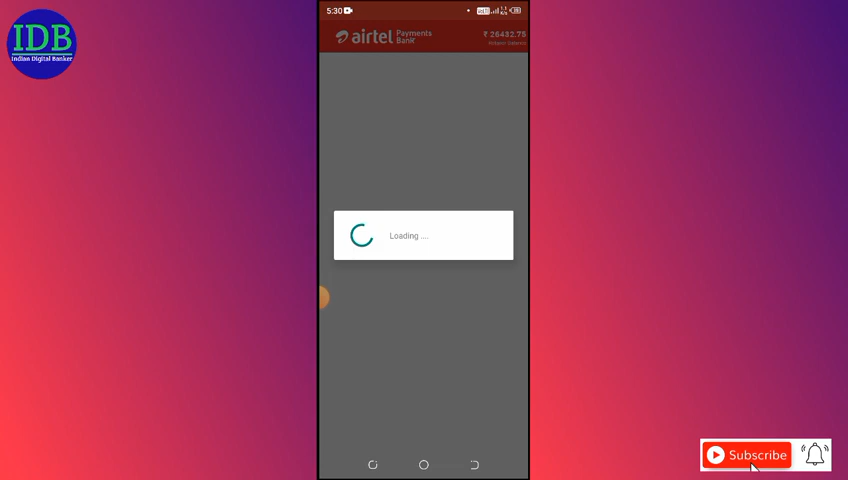 IDB
Indian Digital Banker
5:30
airtel Payments Bank
₹ 26432.75
Loading ....
Subscribe